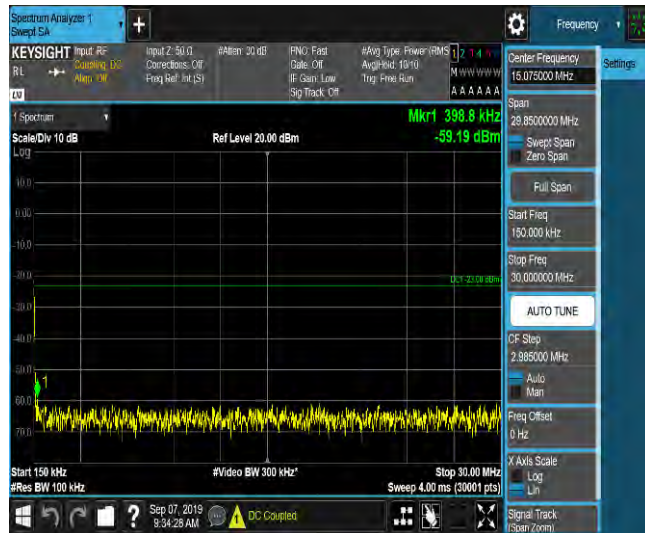 Spectrum Analyzer 1
Swept SA
Frequency
KEYSIGHT
RL
Input: RF
Coupling: DC
Align: Off
Input Z: 50 Ω
Corrections: Off
Freq Ref: Int (S)
#Atten: 30 dB
PNO: Fast
Gate: Off
IF Gain: Low
Sig Track: Off
#Avg Type: Power (RMS
Avg|Hold: 10/10
Trig: Free Run
M W W W W W
A A A A A A
Settings
Center Frequency
15.075000 MHz
Span
29.8500000 MHz
Swept Span
Zero Span
Full Span
Start Freq
150.000 kHz
Stop Freq
30.000000 MHz
AUTO TUNE
CF Step
2.985000 MHz
Auto
Man
Freq Offset
0 Hz
X Axis Scale
Log
Lin
Signal Track
(Span Zoom)
1 Spectrum
Scale/Div 10 dB
Log
Ref Level 20.00 dBm
Mkr1 398.8 kHz
-59.19 dBm
10.0
0.00
-10.0
-20.0
DL1 -23.00 dBm
-30.0
-40.0
-50.0
1
-60.0
-70.0
Start 150 kHz
#Video BW 300 kHz*
Stop 30.00 MHz
#Res BW 100 kHz
Sweep 4.00 ms (30001 pts)
Sep 07, 2019
9:34:28 AM
DC Coupled